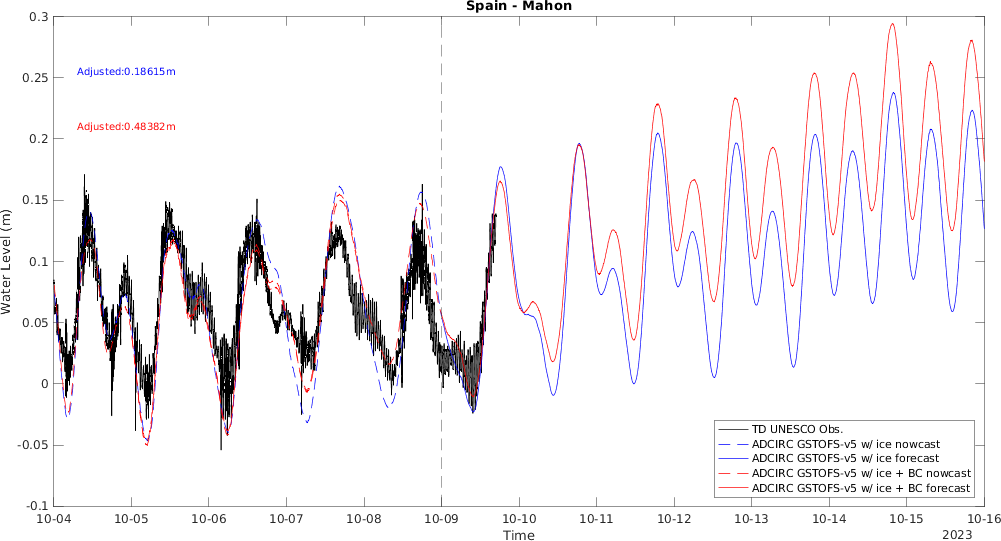 Spain - Mahon
0.3
0.25
0.2
0.15
0.1
0.05
0
-0.05
-0.1
Water Level (m)
Adjusted:0.18615m
Adjusted:0.48382m
TD UNESCO Obs.
ADCIRC GSTOFS-v5 w/ ice nowcast
ADCIRC GSTOFS-v5 w/ ice forecast
ADCIRC GSTOFS-v5 w/ ice + BC nowcast
ADCIRC GSTOFS-v5 w/ ice + BC forecast
10-04 10-05 10-06 10-07 10-08 10-09 10-10 10-11 10-12 10-13 10-14 10-15 10-16
Time
2023